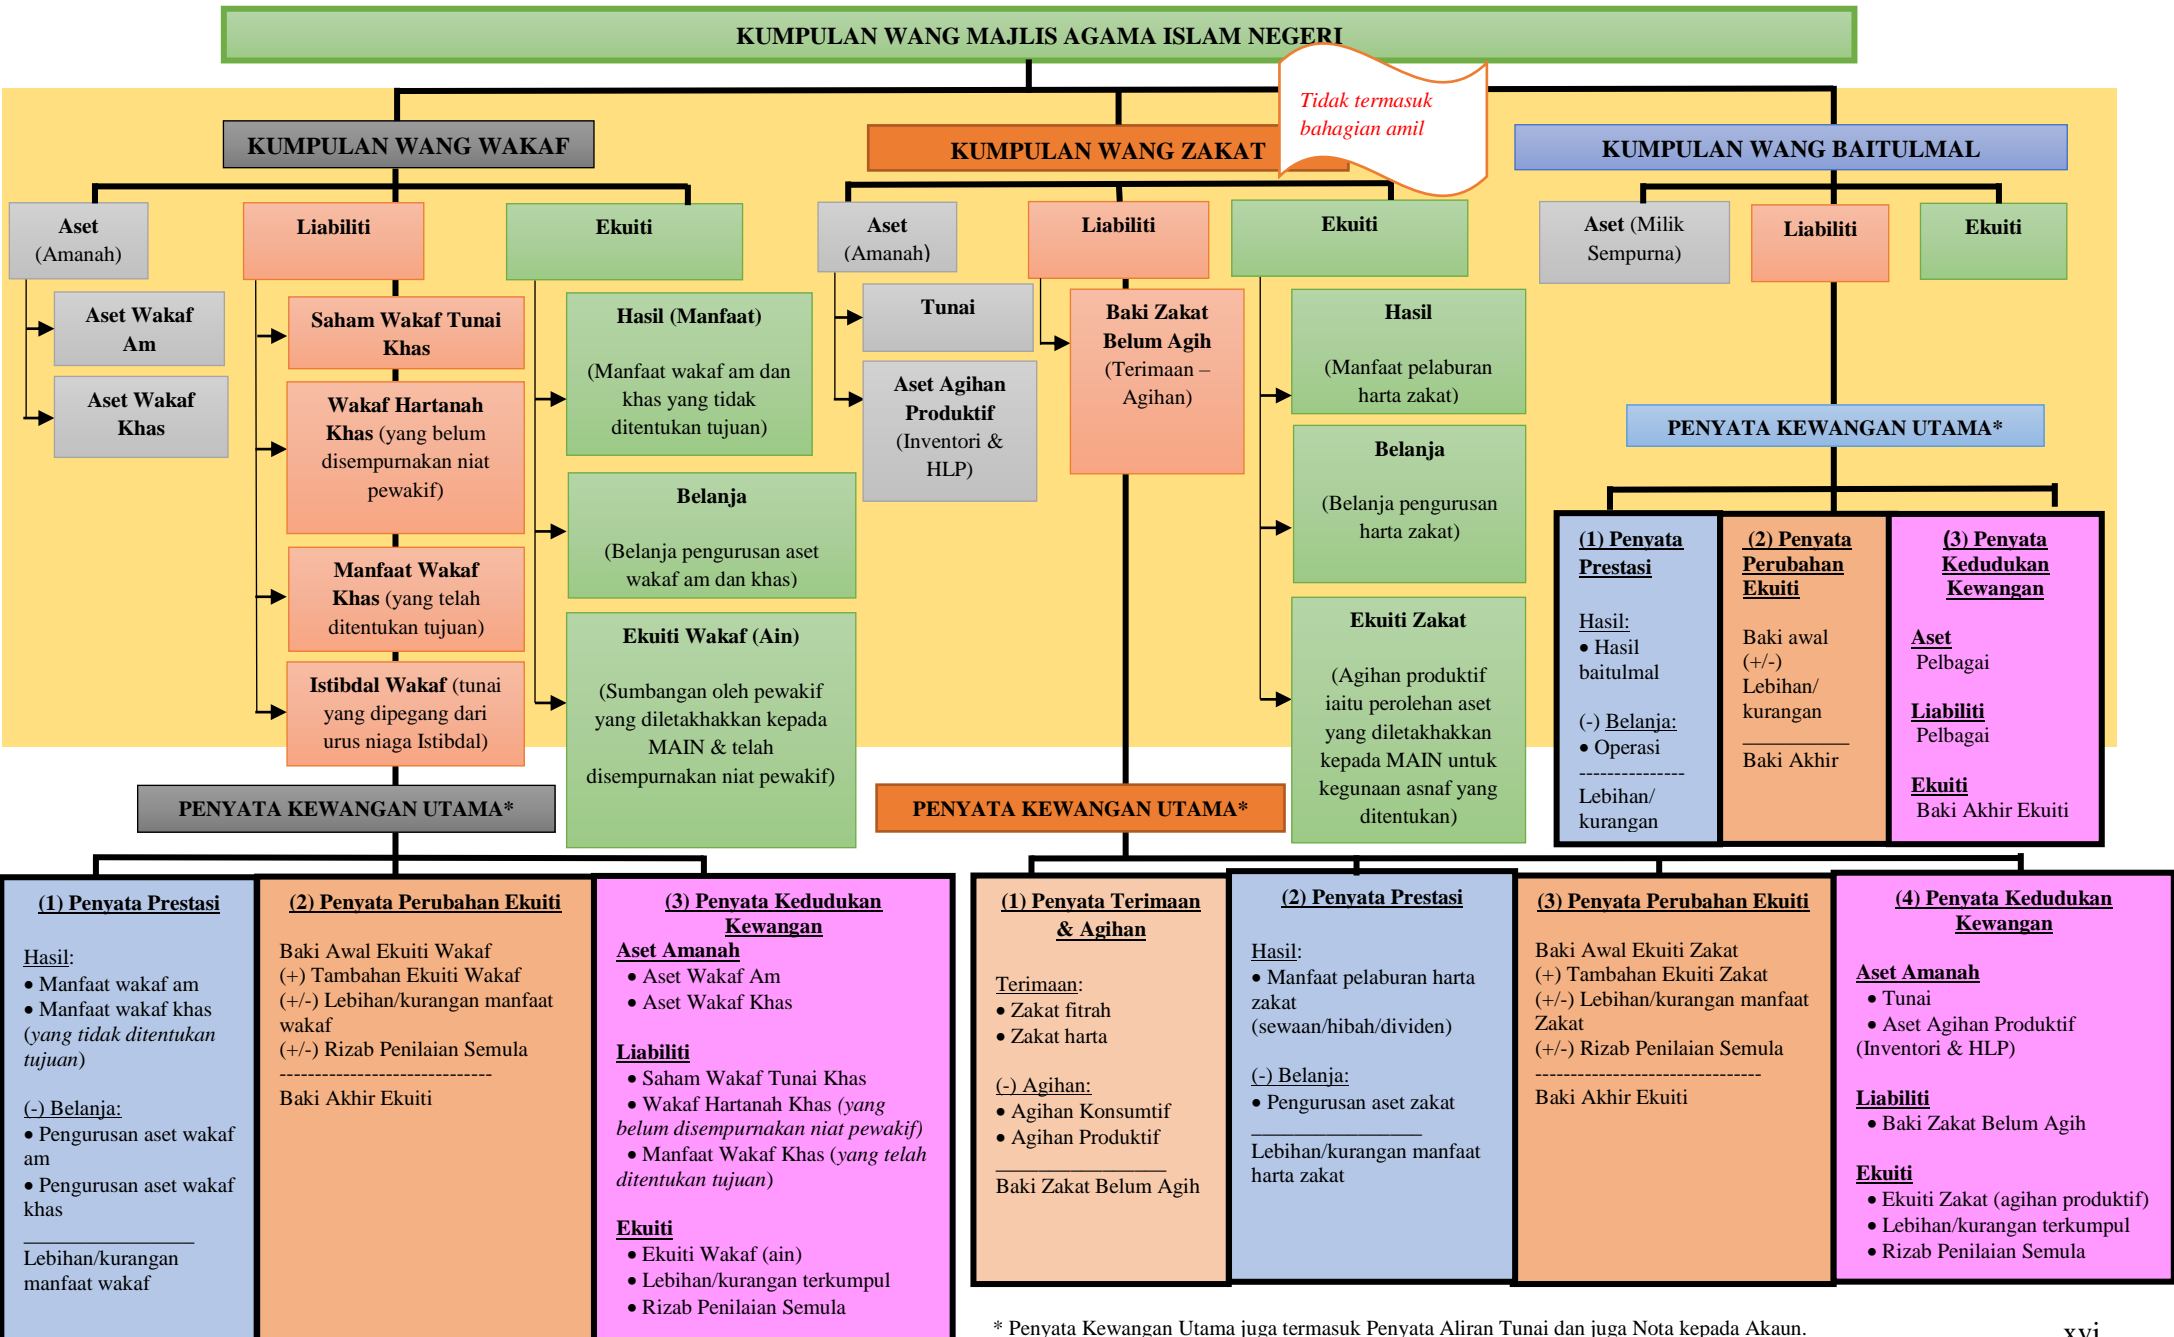 KUMPULAN WANG MAJLIS AGAMA ISLAM NEGERI
Tidak termasuk
bahagian amil
KUMPULAN WANG WAKAF
KUMPULAN WANG ZAKAT
KUMPULAN WANG BAITULMAL
Aset
(Amanah)
Liabiliti
Ekuiti
Aset Wakaf
Am
Aset Wakaf
Khas
Saham Wakaf Tunai
Khas
Wakaf Hartanah
Khas (yang belum
disempurnakan niat
pewakif)
Manfaat Wakaf
Khas (yang telah
ditentukan tujuan)
Istibdal Wakaf (tunai
yang dipegang dari
urus niaga Istibdal)
Hasil (Manfaat)
(Manfaat wakaf am dan
khas yang tidak
ditentukan tujuan)
Belanja
(Belanja pengurusan aset
wakaf am dan khas)
Ekuiti Wakaf (Ain)
(Sumbangan oleh pewakif
yang diletakhakkan kepada
MAIN & telah
disempurnakan niat pewakif)
Aset
(Amanah)
Liabiliti
Ekuiti
Tunai
Aset Agihan
Produktif
(Inventori &
HLP)
Baki Zakat
Belum Agih
(Terimaan –
Agihan)
Hasil
(Manfaat pelaburan
harta zakat)
Belanja
(Belanja pengurusan
harta zakat)
Ekuiti Zakat
(Agihan produktif
iaitu perolehan aset
yang diletakhakkan
kepada MAIN untuk
kegunaan asnaf yang
ditentukan)
Aset (Milik
Sempurna)
Liabiliti
Ekuiti
PENYATA KEWANGAN UTAMA*
(1) Penyata
Prestasi
Hasil:
• Hasil
baitulmal
(-) Belanja:
• Operasi
---------------
Lebihan/
kurangan
(2) Penyata
Perubahan
Ekuiti
Baki awal
(+/-)
Lebihan/
kurangan
__________
Baki Akhir
(3) Penyata
Kedudukan
Kewangan
Aset
Pelbagai
Liabiliti
Pelbagai
Ekuiti
Baki Akhir Ekuiti
PENYATA KEWANGAN UTAMA*
(1) Penyata Prestasi
Hasil:
• Manfaat wakaf am
• Manfaat wakaf khas
(yang tidak ditentukan
tujuan)
(-) Belanja:
• Pengurusan aset wakaf
am
• Pengurusan aset wakaf
khas
________________
Lebihan/kurangan
manfaat wakaf
(2) Penyata Perubahan Ekuiti
Baki Awal Ekuiti Wakaf
(+) Tambahan Ekuiti Wakaf
(+/-) Lebihan/kurangan manfaat
wakaf
(+/-) Rizab Penilaian Semula
------------------------------
Baki Akhir Ekuiti
(3) Penyata Kedudukan
Kewangan
Aset Amanah
• Aset Wakaf Am
• Aset Wakaf Khas
Liabiliti
• Saham Wakaf Tunai Khas
• Wakaf Hartanah Khas (yang
belum disempurnakan niat pewakif)
• Manfaat Wakaf Khas (yang telah
ditentukan tujuan)
Ekuiti
• Ekuiti Wakaf (ain)
• Lebihan/kurangan terkumpul
• Rizab Penilaian Semula
PENYATA KEWANGAN UTAMA*
(1) Penyata Terimaan
& Agihan
Terimaan:
• Zakat fitrah
• Zakat harta
(-) Agihan:
• Agihan Konsumtif
• Agihan Produktif
________________
Baki Zakat Belum Agih
(2) Penyata Prestasi
Hasil:
• Manfaat pelaburan harta
zakat
(sewaan/hibah/dividen)
(-) Belanja:
• Pengurusan aset zakat
________________
Lebihan/kurangan manfaat
harta zakat
(3) Penyata Perubahan Ekuiti
Baki Awal Ekuiti Zakat
(+) Tambahan Ekuiti Zakat
(+/-) Lebihan/kurangan manfaat
Zakat
(+/-) Rizab Penilaian Semula
--------------------------------
Baki Akhir Ekuiti
(4) Penyata Kedudukan
Kewangan
Aset Amanah
• Tunai
• Aset Agihan Produktif
(Inventori & HLP)
Liabiliti
• Baki Zakat Belum Agih
Ekuiti
• Ekuiti Zakat (agihan produktif)
• Lebihan/kurangan terkumpul
• Rizab Penilaian Semula
* Penyata Kewangan Utama juga termasuk Penyata Aliran Tunai dan juga Nota kepada Akaun.
xvi